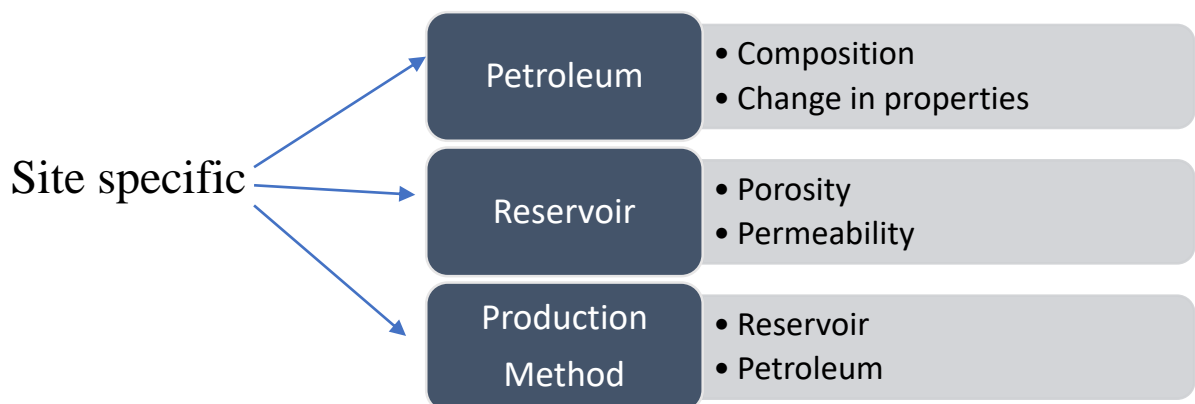 Site specific
Petroleum
• Composition
• Change in properties
Reservoir
• Porosity
• Permeability
Production
Method
• Reservoir
• Petroleum